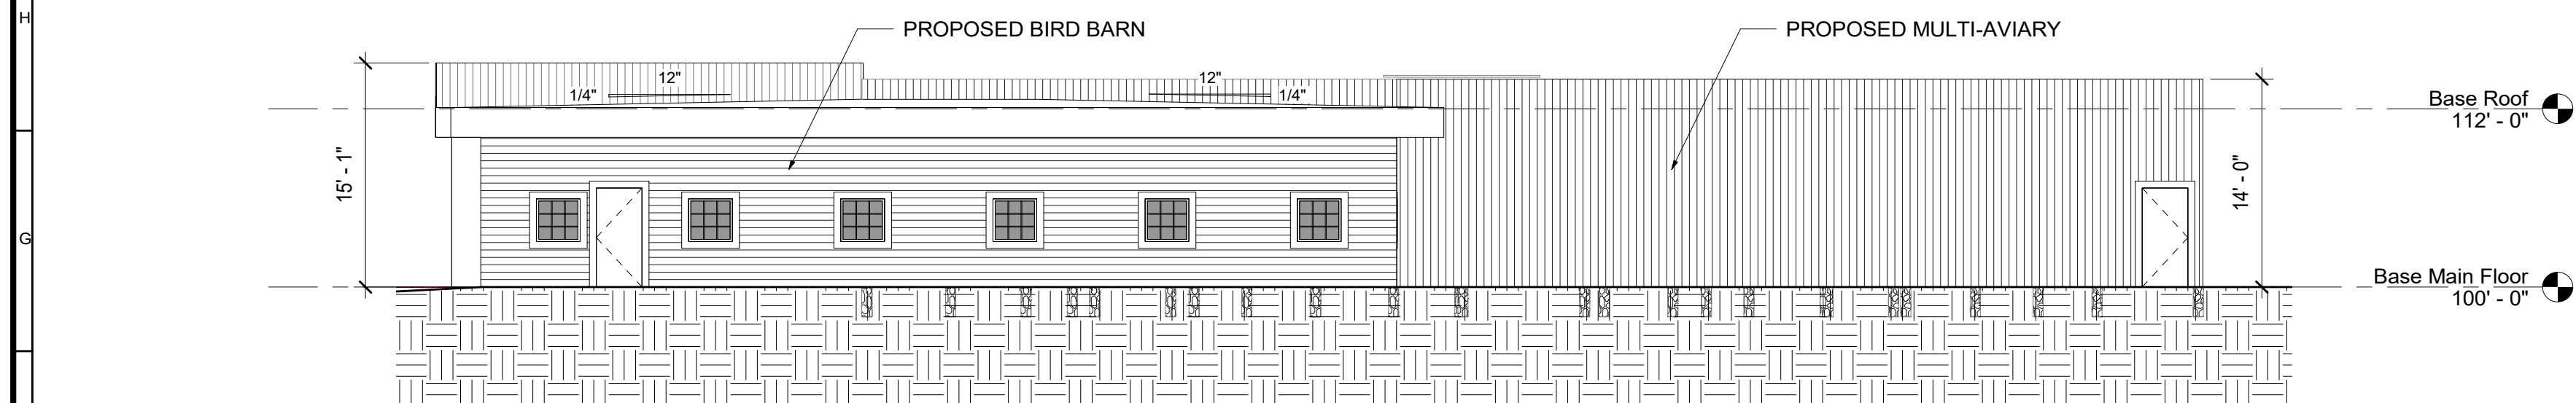 H
PROPOSED BIRD BARN
PROPOSED MULTI-AVIARY
12"
1/4"
12"
1/4"
Base Roof
112' - 0"
15' - 1"
14' - 0"
G
Base Main Floor
100' - 0"